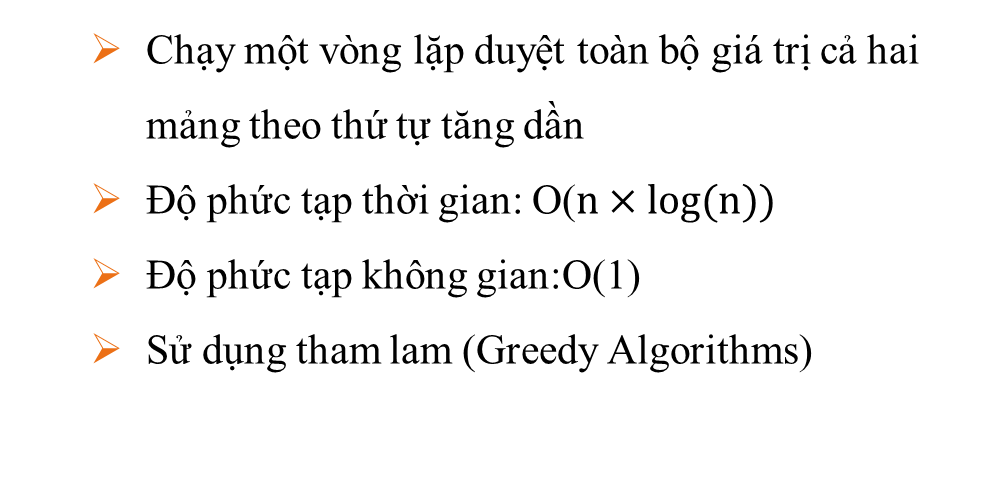 Chạy một vòng lặp duyệt toàn bộ giá trị cả hai
mảng theo thứ tự tăng dần
Độ phức tạp thời gian: O(n × log(n))
Độ phức tạp không gian:O(1)
Sử dụng tham lam (Greedy Algorithms)